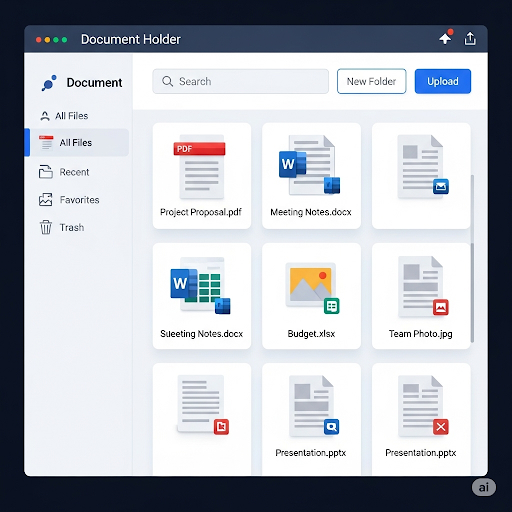 Document Holder
Document
Search
New Folder
Upload
All Files
All Files
Recent
Favorites
Trash
PDF
Project Proposal.pdf
W
Meeting Notes.docx
W
Sueeting Notes.docx
Budget.xlsx
Team Photo.jpg
Presentation.pptx
Presentation.pptx
ai